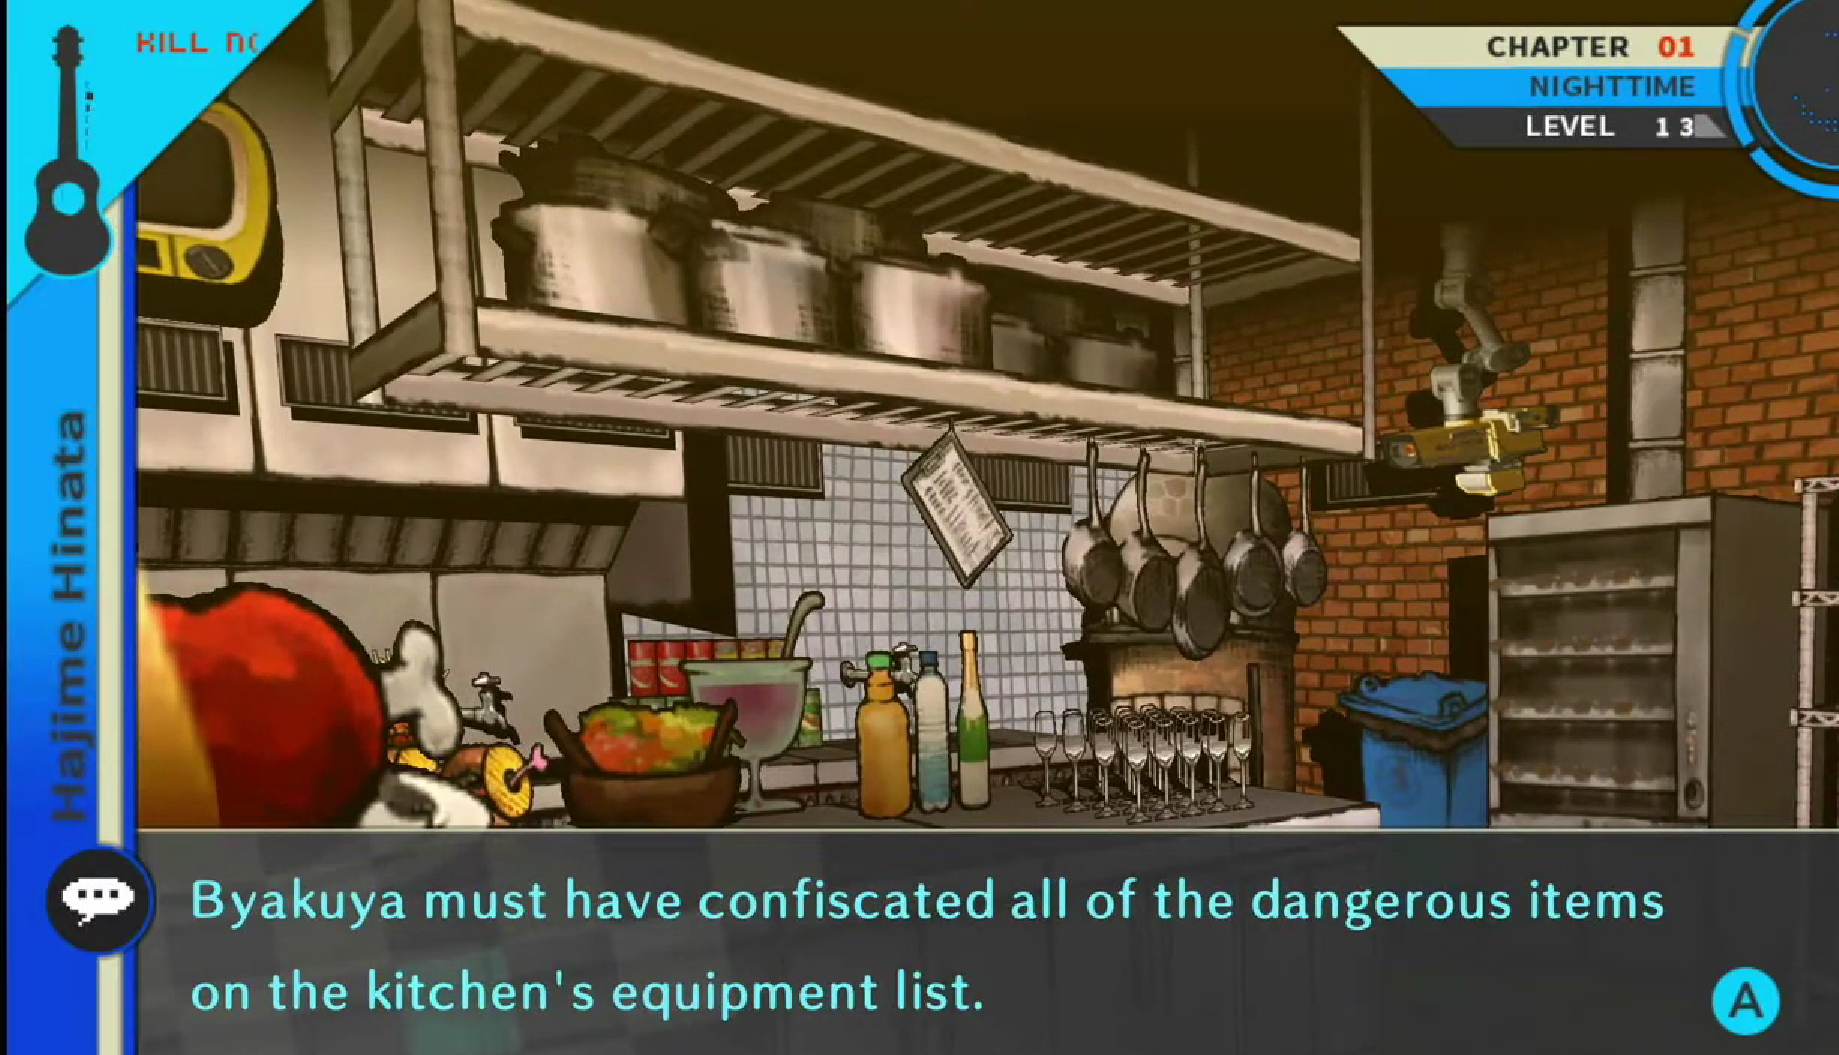 KILL
CHAPTER 01
NIGHTTIME
LEVEL 13
Hajime Hinata
Byakuya must have confiscated all of the dangerous items
on the kitchen's equipment list.
A